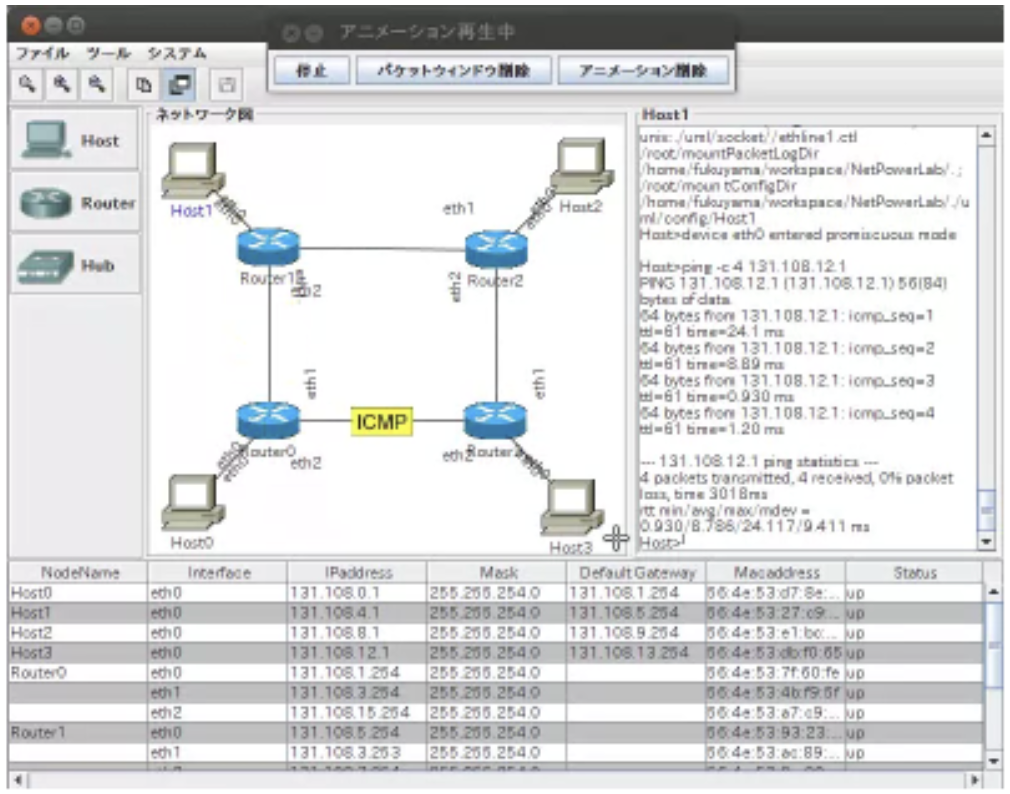 アニメーション再生中
ファイル ツール システム
停止 パケットウィンドウ削除 アニメーション削除
Host
Router
Hub
ネットワーク図
Host1
Host2
eth1
Router1
eth2
Router2
eth2
eth1
eth1
ICMP
eth2
eth2
Host0
Host3
Host1
unix:./uml/socket//ethline1.ctl
/root/mountPacketLogDir
/home/fukuyama/workspace/NetPowerLab/. ;
/root/mountConfigDir
/home/fukuyama/workspace/NetPowerLab/./u
ml/config/Host1
Host>device eth0 entered promiscuous mode
Host>ping -c 4 131.108.12.1
PING 131.108.12.1 (131.108.12.1) 56(84)
bytes of data.
64 bytes from 131.108.12.1: icmp_seq=1
ttl=61 time=24.1 ms
64 bytes from 131.108.12.1: icmp_seq=2
ttl=61 time=8.89 ms
64 bytes from 131.108.12.1: icmp_seq=3
ttl=61 time=0.930 ms
64 bytes from 131.108.12.1: icmp_seq=4
ttl=61 time=1.20 ms
--- 131.108.12.1 ping statistics ---
4 packets transmitted, 4 received, 0% packet
loss, time 3018ms
rtt min/avg/max/mdev =
0.930/8.786/24.117/9.411 ms
Host>
NodeName Interface IPaddress Mask Default Gateway Macaddress Status
Host0 eth0 131.108.0.1 255.255.254.0 131.108.1.254 56:4e:53:d7:8e:... up
Host1 eth0 131.108.4.1 255.255.254.0 131.108.5.254 56:4e:53:27:c9:... up
Host2 eth0 131.108.8.1 255.255.254.0 131.108.9.254 56:4e:53:e1:bc:... up
Host3 eth0 131.108.12.1 255.255.254.0 131.108.13.254 56:4e:53:db:f0:65 up
Router0 eth0 131.108.1.254 255.255.254.0 56:4e:53:7f:60:fe up
eth1 131.108.3.254 255.255.254.0 56:4e:53:4b:f9:5f up
eth2 131.108.15.254 255.255.254.0 56:4e:53:a7:c9:... up
Router1 eth0 131.108.5.254 255.255.254.0 56:4e:53:93:23:... up
eth1 131.108.3.253 255.255.254.0 56:4e:53:ac:89:... up